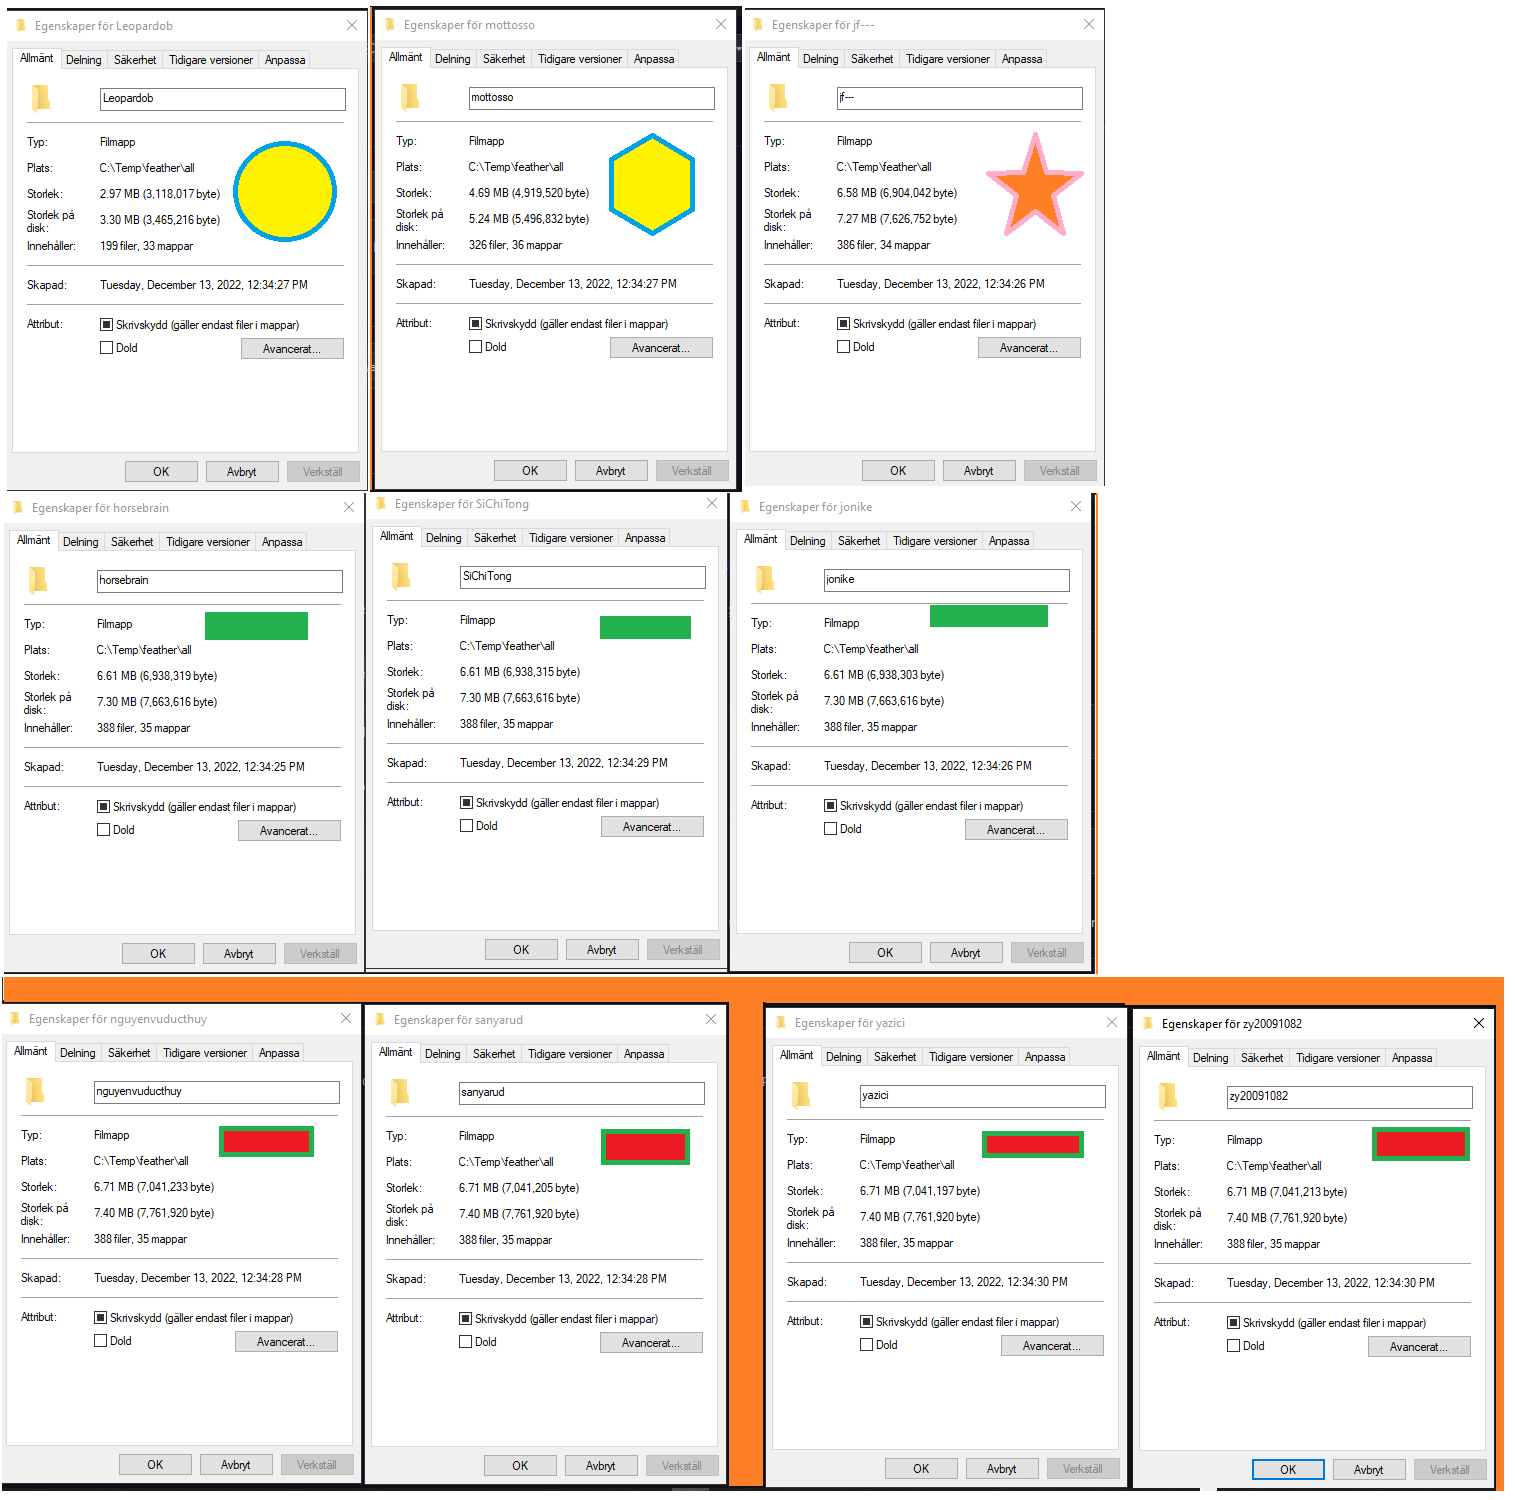 Egenskaper för Leopardob
Allmänt Delning Säkerhet Tidigare versioner Anpassa
Leopardob
Typ: Filmapp
Plats: C:\Temp\feather\all
Storlek: 2.97 MB (3,118,017 byte)
Storlek på disk: 3.30 MB (3,465,216 byte)
Innehåller: 199 filer, 33 mappar
Skapad: Tuesday, December 13, 2022, 12:34:27 PM
Attribut: Skrivskydd (gäller endast filer i mappar)
Dold Avancerat...
OK Avbryt Verkställ
Egenskaper för mottosso
Allmänt Delning Säkerhet Tidigare versioner Anpassa
mottosso
Typ: Filmapp
Plats: C:\Temp\feather\all
Storlek: 4.69 MB (4,919,520 byte)
Storlek på disk: 5.24 MB (5,496,832 byte)
Innehåller: 326 filer, 36 mappar
Skapad: Tuesday, December 13, 2022, 12:34:27 PM
Attribut: Skrivskydd (gäller endast filer i mappar)
Dold Avancerat...
OK Avbryt Verkställ
Egenskaper för jf---
Allmänt Delning Säkerhet Tidigare versioner Anpassa
jf---
Typ: Filmapp
Plats: C:\Temp\feather\all
Storlek: 6.58 MB (6,904,042 byte)
Storlek på disk: 7.27 MB (7,626,752 byte)
Innehåller: 386 filer, 34 mappar
Skapad: Tuesday, December 13, 2022, 12:34:26 PM
Attribut: Skrivskydd (gäller endast filer i mappar)
Dold Avancerat...
OK Avbryt Verkställ
Egenskaper för horsebrain
Allmänt Delning Säkerhet Tidigare versioner Anpassa
horsebrain
Typ: Filmapp
Plats: C:\Temp\feather\all
Storlek: 6.61 MB (6,938,319 byte)
Storlek på disk: 7.30 MB (7,663,616 byte)
Innehåller: 388 filer, 35 mappar
Skapad: Tuesday, December 13, 2022, 12:34:25 PM
Attribut: Skrivskydd (gäller endast filer i mappar)
Dold Avancerat...
OK Avbryt Verkställ
Egenskaper för SiChiTong
Allmänt Delning Säkerhet Tidigare versioner Anpassa
SiChiTong
Typ: Filmapp
Plats: C:\Temp\feather\all
Storlek: 6.61 MB (6,938,315 byte)
Storlek på disk: 7.30 MB (7,663,616 byte)
Innehåller: 388 filer, 35 mappar
Skapad: Tuesday, December 13, 2022, 12:34:29 PM
Attribut: Skrivskydd (gäller endast filer i mappar)
Dold Avancerat...
OK Avbryt Verkställ
Egenskaper för jonike
Allmänt Delning Säkerhet Tidigare versioner Anpassa
jonike
Typ: Filmapp
Plats: C:\Temp\feather\all
Storlek: 6.61 MB (6,938,303 byte)
Storlek på disk: 7.30 MB (7,663,616 byte)
Innehåller: 388 filer, 35 mappar
Skapad: Tuesday, December 13, 2022, 12:34:26 PM
Attribut: Skrivskydd (gäller endast filer i mappar)
Dold Avancerat...
OK Avbryt Verkställ
Egenskaper för nguyenvuducthuy
Allmänt Delning Säkerhet Tidigare versioner Anpassa
nguyenvuducthuy
Typ: Filmapp
Plats: C:\Temp\feather\all
Storlek: 6.71 MB (7,041,233 byte)
Storlek på disk: 7.40 MB (7,761,920 byte)
Innehåller: 388 filer, 35 mappar
Skapad: Tuesday, December 13, 2022, 12:34:28 PM
Attribut: Skrivskydd (gäller endast filer i mappar)
Dold Avancerat...
OK Avbryt Verkställ
Egenskaper för sanyarud
Allmänt Delning Säkerhet Tidigare versioner Anpassa
sanyarud
Typ: Filmapp
Plats: C:\Temp\feather\all
Storlek: 6.71 MB (7,041,205 byte)
Storlek på disk: 7.40 MB (7,761,920 byte)
Innehåller: 388 filer, 35 mappar
Skapad: Tuesday, December 13, 2022, 12:34:28 PM
Attribut: Skrivskydd (gäller endast filer i mappar)
Dold Avancerat...
OK Avbryt Verkställ
Egenskaper för yazici
Allmänt Delning Säkerhet Tidigare versioner Anpassa
yazici
Typ: Filmapp
Plats: C:\Temp\feather\all
Storlek: 6.71 MB (7,041,197 byte)
Storlek på disk: 7.40 MB (7,761,920 byte)
Innehåller: 388 filer, 35 mappar
Skapad: Tuesday, December 13, 2022, 12:34:30 PM
Attribut: Skrivskydd (gäller endast filer i mappar)
Dold Avancerat...
OK Avbryt Verkställ
Egenskaper för zy20091082
Allmänt Delning Säkerhet Tidigare versioner Anpassa
zy20091082
Typ: Filmapp
Plats: C:\Temp\feather\all
Storlek: 6.71 MB (7,041,213 byte)
Storlek på disk: 7.40 MB (7,761,920 byte)
Innehåller: 388 filer, 35 mappar
Skapad: Tuesday, December 13, 2022, 12:34:30 PM
Attribut: Skrivskydd (gäller endast filer i mappar)
Dold Avancerat...
OK Avbryt Verkställ